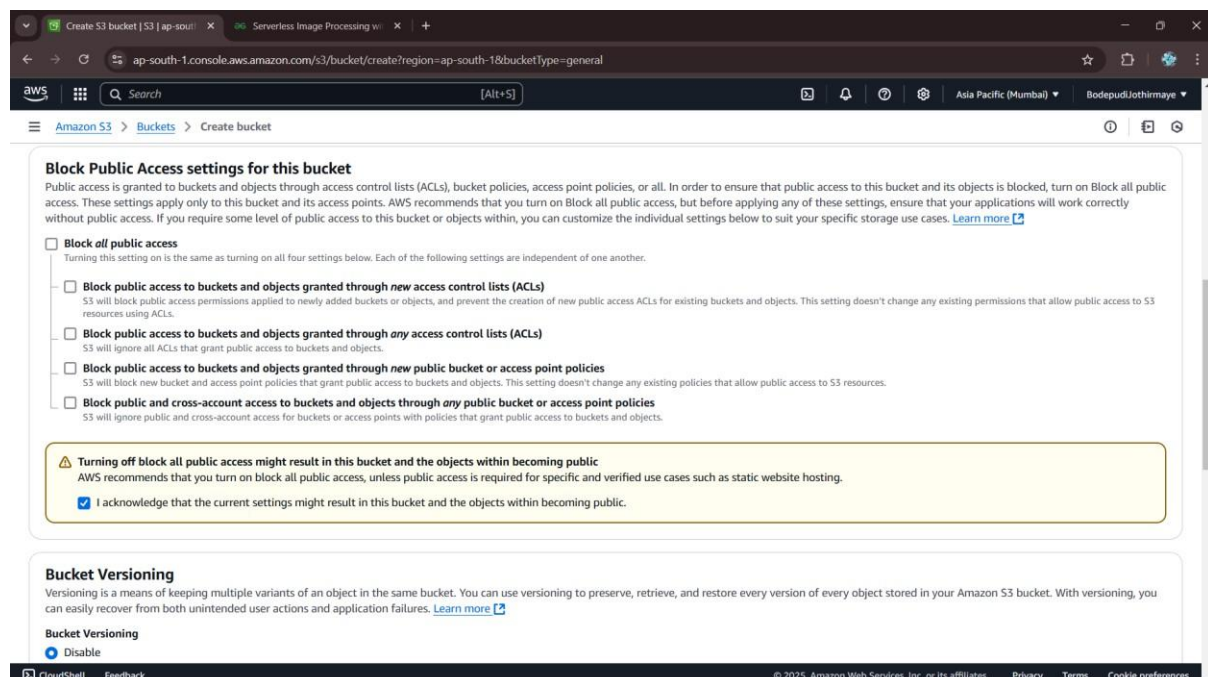 Create S3 bucket | S3 | ap-sout
Serverless Image Processing wi
ap-south-1.console.aws.amazon.com/s3/bucket/create?region=ap-south-1&bucketType=general
aws
Search
[Alt+S]
Asia Pacific (Mumbai)
BodepudiJothirmaye
Amazon S3 > Buckets > Create bucket
Block Public Access settings for this bucket
Public access is granted to buckets and objects through access control lists (ACLs), bucket policies, access point policies, or all. In order to ensure that public access to this bucket and its objects is blocked, turn on Block all public
access. These settings apply only to this bucket and its access points. AWS recommends that you turn on Block all public access, but before applying any of these settings, ensure that your applications will work correctly
without public access. If you require some level of public access to this bucket or objects within, you can customize the individual settings below to suit your specific storage use cases. Learn more
Block all public access
Turning this setting on is the same as turning on all four settings below. Each of the following settings are independent of one another.
Block public access to buckets and objects granted through new access control lists (ACLs)
S3 will block public access permissions applied to newly added buckets or objects, and prevent the creation of new public access ACLs for existing buckets and objects. This setting doesn't change any existing permissions that allow public access to S3
resources using ACLs.
Block public access to buckets and objects granted through any access control lists (ACLs)
S3 will ignore all ACLs that grant public access to buckets and objects.
Block public access to buckets and objects granted through new public bucket or access point policies
S3 will block new bucket and access point policies that grant public access to buckets and objects. This setting doesn't change any existing policies that allow public access to S3 resources.
Block public and cross-account access to buckets and objects through any public bucket or access point policies
S3 will ignore public and cross-account access for buckets or access points with policies that grant public access to buckets and objects.
Turning off block all public access might result in this bucket and the objects within becoming public
AWS recommends that you turn on block all public access, unless public access is required for specific and verified use cases such as static website hosting.
I acknowledge that the current settings might result in this bucket and the objects within becoming public.
Bucket Versioning
Versioning is a means of keeping multiple variants of an object in the same bucket. You can use versioning to preserve, retrieve, and restore every version of every object stored in your Amazon S3 bucket. With versioning, you
can easily recover from both unintended user actions and application failures. Learn more
Bucket Versioning
Disable
CloudShell Feedback
© 2025, Amazon Web Services, Inc. or its affiliates. Privacy Terms Cookie preferences